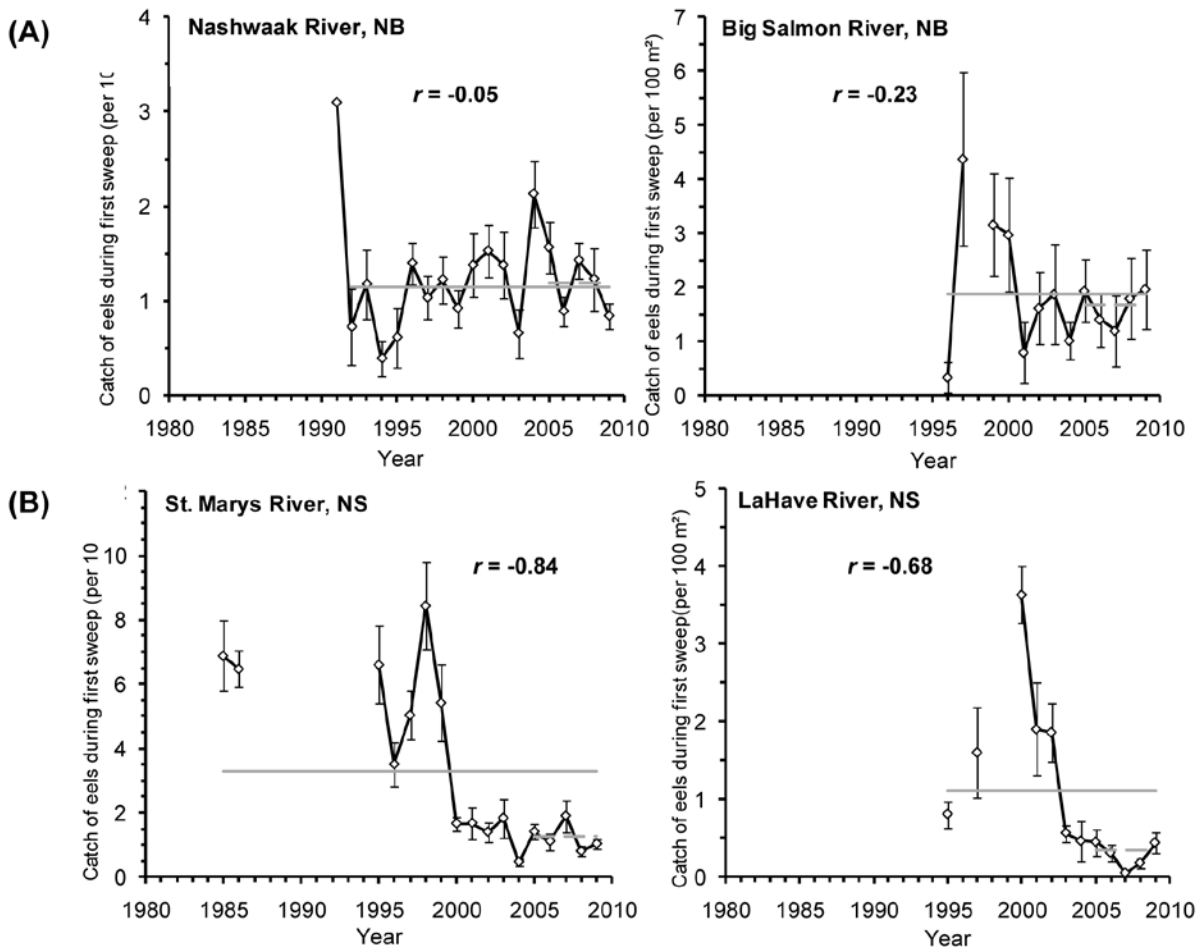 (A)
Nashwaak River, NB
Big Salmon River, NB
Catch of eels during first sweep (per 10
r = -0.05
4
3
2
1
0
1980 1985 1990 1995 2000 2005 2010
Year
Catch of eels during first sweep (per 100 m²)
r = -0.23
7
6
5
4
3
2
1
0
1980 1985 1990 1995 2000 2005 2010
Year
(B)
St. Marys River, NS
LaHave River, NS
Catch of eels during first sweep (per 10
r = -0.84
10
8
6
4
2
0
1980 1985 1990 1995 2000 2005 2010
Year
Catch of eels during first sweep(per 100 m²)
r = -0.68
5
4
3
2
1
0
1980 1985 1990 1995 2000 2005 2010
Year